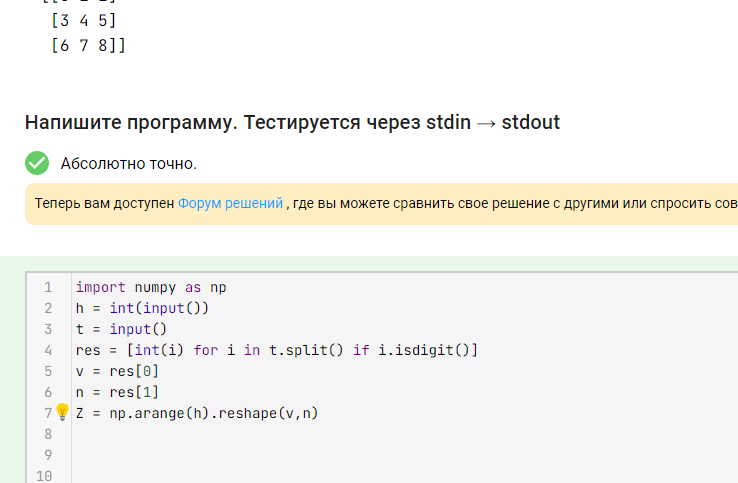 [3 4 5]
[6 7 8]]
Напишите программу. Тестируется через stdin → stdout
Абсолютно точно.
Теперь вам доступен Форум решений , где вы можете сравнить свое решение с другими или спросить сов
1 import numpy as np
2 h = int(input())
3 t = input()
4 res = [int(i) for i in t.split() if i.isdigit()]
5 v = res[0]
6 n = res[1]
7 Z = np.arange(h).reshape(v,n)
8
9
10